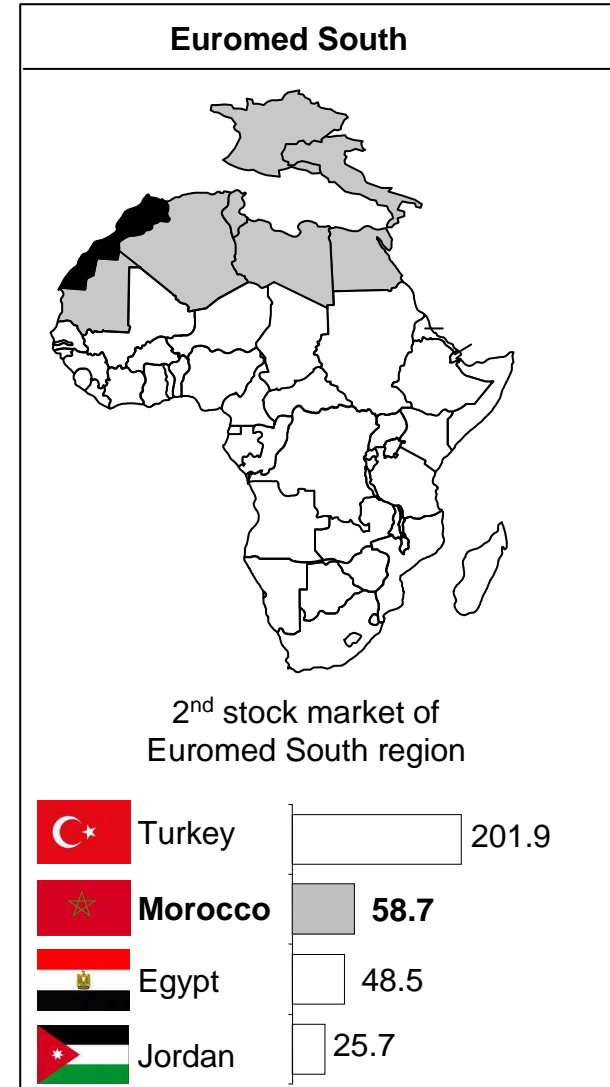 Euromed South
2nd stock market of
Euromed South region
Turkey 201.9
Morocco 58.7
Egypt 48.5
Jordan 25.7